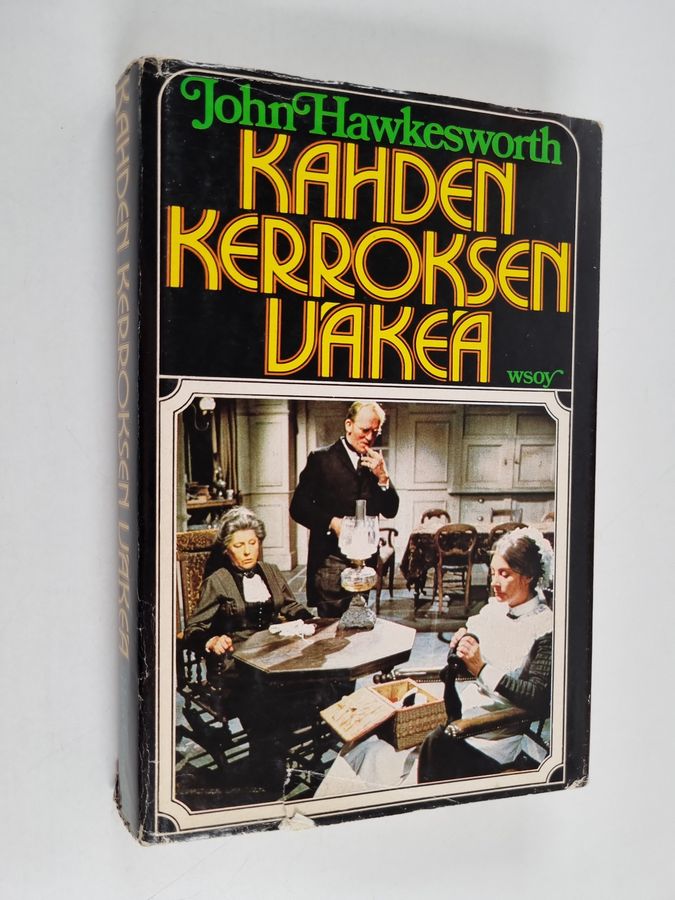 John Hawkesworth
KAHDEN
KERROKSEN
VÄKEÄ
wsoy
KAHDEN KERROKSEN VÄKEÄ